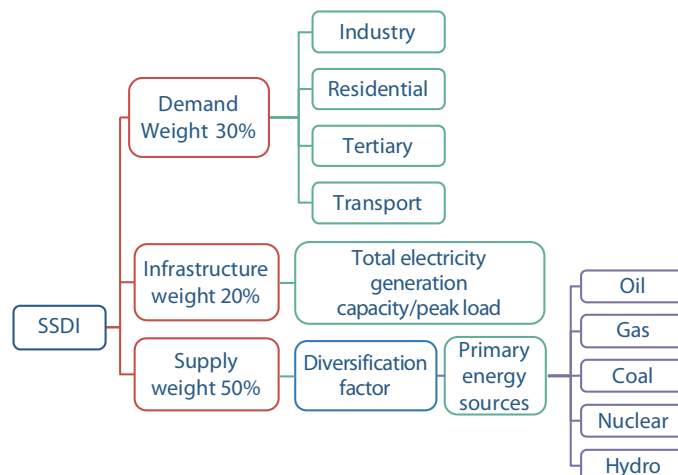 Industry
Residential
Demand
Weight 30%
Tertiary
Transport
Infrastructure
weight 20%
Total electricity
generation
capacity/peak load
SSDI
Supply
weight 50%
Diversification
factor
Primary
energy
sources
Oil
Gas
Coal
Nuclear
Hydro